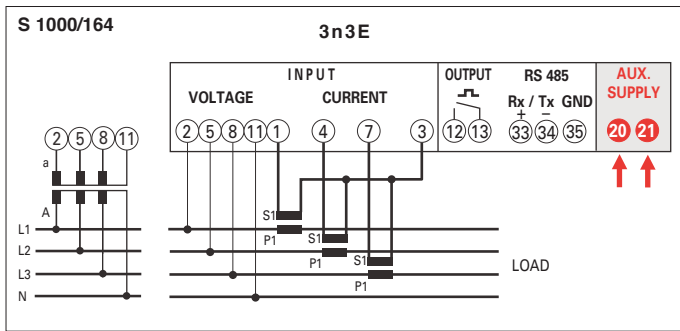 S 1000/164
3n3E
INPUT
OUTPUT
RS 485
AUX.
SUPPLY
VOLTAGE
CURRENT
Rx / Tx GND
+ –
2 5 8 11 1 4 7 3
12 13
33 34 35
20 21
2 5 8 11
a
A
S1
P1
S1
P1
S1
P1
L1
L2
L3
N
LOAD